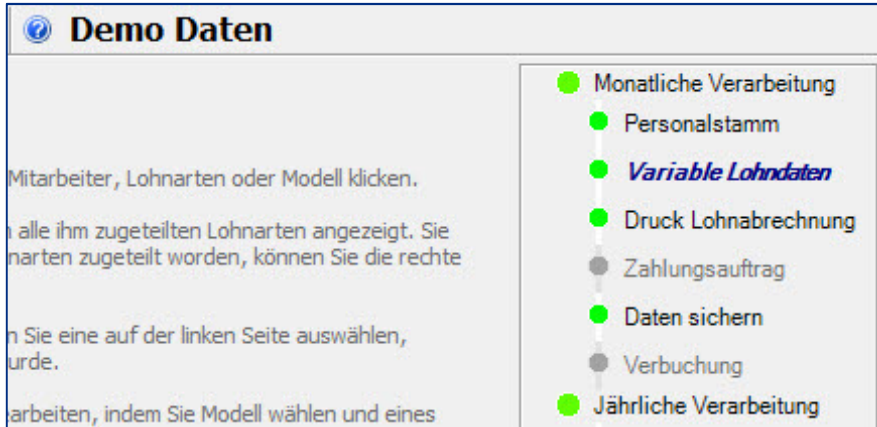 Demo Daten
Mitarbeiter, Lohnarten oder Modell klicken.
alle ihm zugeteilten Lohnarten angezeigt. Sie
narten zugeteilt worden, können Sie die rechte
n Sie eine auf der linken Seite auswählen,
urde.
earbeiten, indem Sie Modell wählen und eines
Monatliche Verarbeitung
Personalstamm
Variable Lohndaten
Druck Lohnabrechnung
Zahlungsauftrag
Daten sichern
Verbuchung
Jährliche Verarbeitung